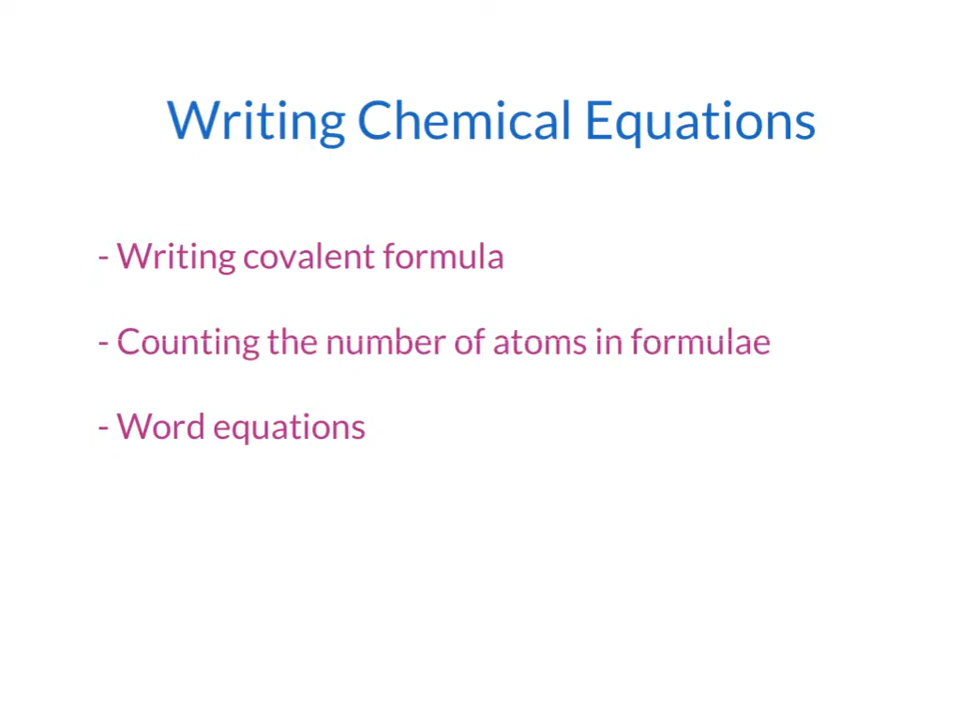 Writing Chemical Equations
- Writing covalent formula
- Counting the number of atoms in formulae
- Word equations